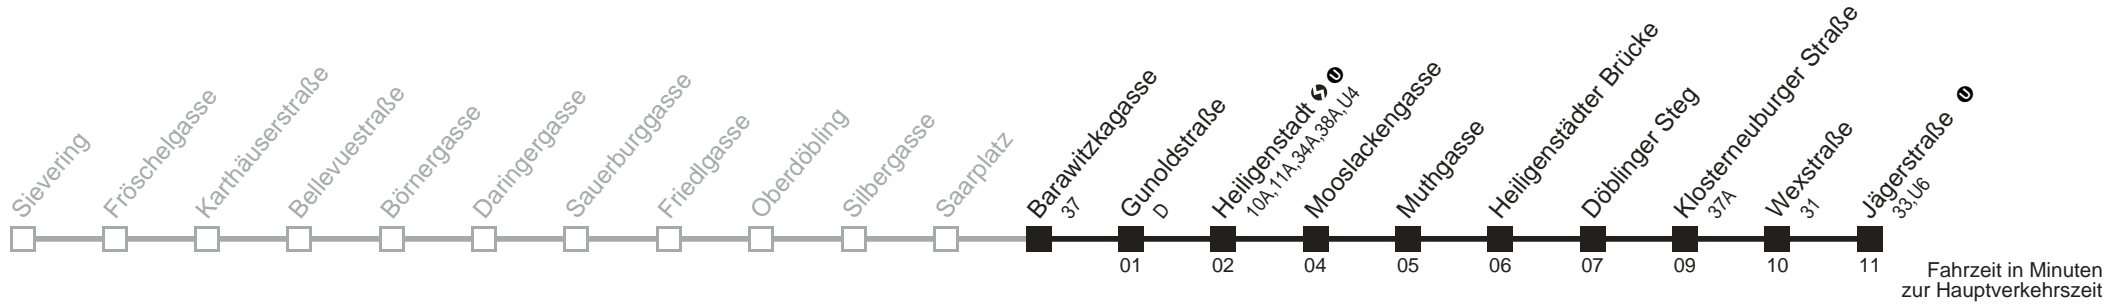 Sievering
Fröschelgasse
Karthäuserstraße
Bellevuestraße
Börnergasse
Daringergasse
Sauerburggasse
Friedlgasse
Oberdöbling
Silbergasse
Saarplatz
Barawitzkagasse
37
Gunoldstraße
D
Heiligenstadt S U
10A,11A,34A,38A,U4
Mooslackengasse
Muthgasse
Heiligenstädter Brücke
Döblinger Steg
Klosterneuburger Straße
37A
Wexstraße
31
Jägerstraße U
33,U6
01 02 04 05 06 07 09 10 11
Fahrzeit in Minuten
zur Hauptverkehrszeit